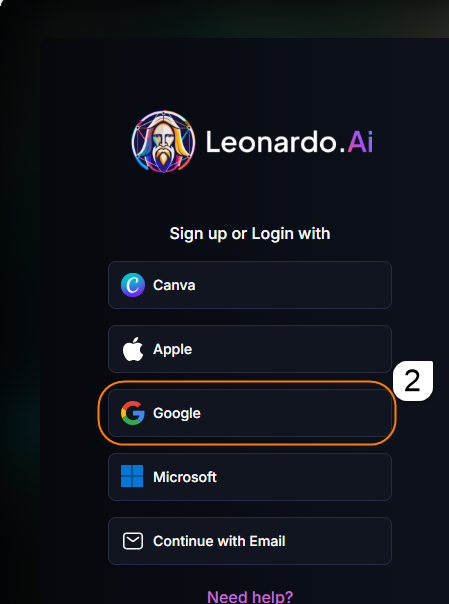 Leonardo.Ai
Sign up or Login with
Canva
Apple
Google
2
Microsoft
Continue with Email
Need help?